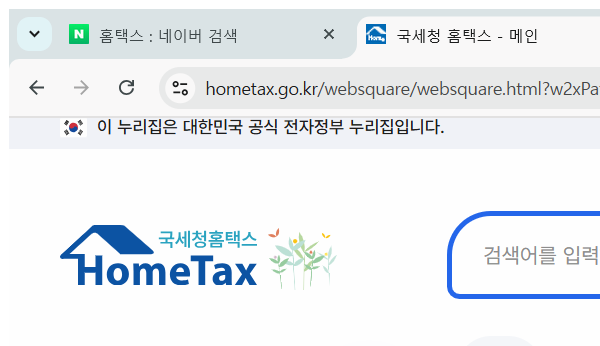 홈택스 : 네이버 검색
국세청 홈택스 - 메인
hometax.go.kr/websquare/websquare.html?w2xPa
이 누리집은 대한민국 공식 전자정부 누리집입니다.
국세청홈택스
HomeTax
검색어를 입력